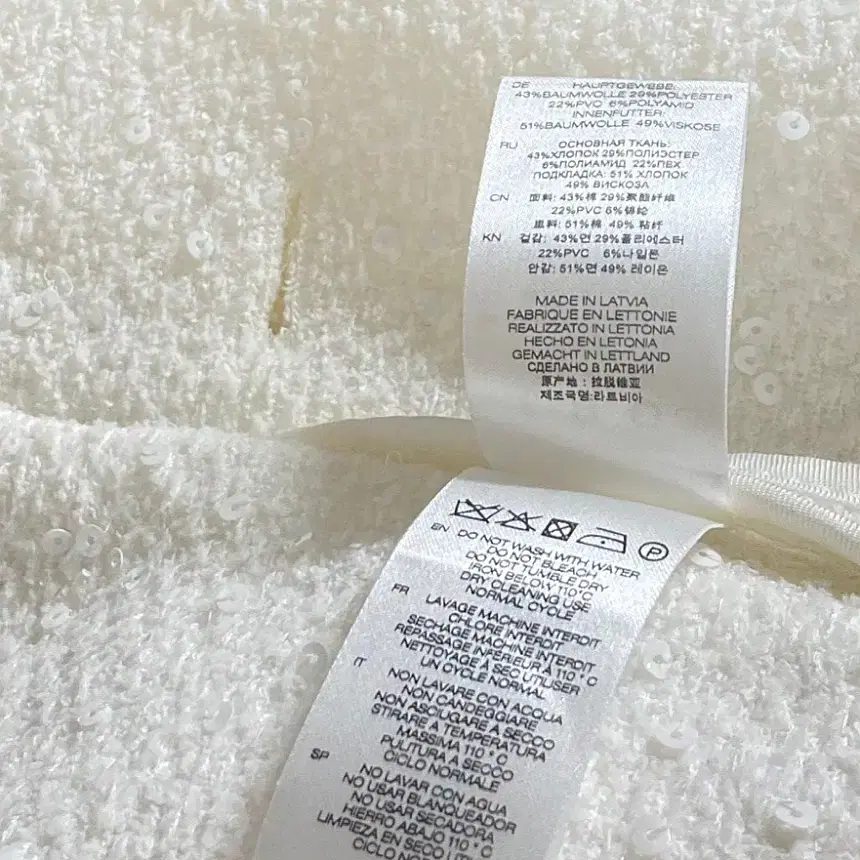 DE HAUPTGEWEBE:
43%BAUMWOLLE 29%POLYESTER
22%PVC 6%POLYAMID
INNENFUTTER:
51%BAUMWOLLE 49%VISKOSE
RU ОСНОВНАЯ ТКАНЬ:
43%ХЛОПОК 29%ПОЛИЭСТЕР
6%ПОЛИАМИД 22%ПВХ
ПОДКЛАДКА: 51% ХЛОПОК
49% ВИСКОЗА
CN 面料: 43%棉 29%聚酯纤维
22%PVC 6%锦纶
里料: 51%棉 49% 粘纤
KN 겉감: 43%면 29%폴리에스터
22%PVC 6%나일론
안감: 51%면 49% 레이온
MADE IN LATVIA
FABRIQUE EN LETTONIE
REALIZZATO IN LETTONIA
HECHO EN LETONIA
GEMACHT IN LETTLAND
СДЕЛАНО В ЛАТВИИ
原产地: 拉脱维亚
제조국명:라트비아
P
EN DO NOT WASH WITH WATER
DO NOT BLEACH
DO NOT TUMBLE DRY
IRON BELOW 110°C
DRY CLEANING USE
NORMAL CYCLE
FR LAVAGE MACHINE INTERDIT
CHLORE INTERDIT
SECHAGE MACHINE INTERDIT
REPASSAGE INFERIEUR A 110°C
NETTOYAGE A SEC UTILISER
UN CYCLE NORMAL
IT NON LAVARE CON ACQUA
NON CANDEGGIARE
NON ASCIUGARE A SECCO
STIRARE A TEMPERATURA
MASSIMA 110°C
PULITURA A SECCO
CICLO NORMALE
SP NO LAVAR CON AGUA
NO USAR BLANQUEADOR
NO USAR SECADORA
HIERRO ABAJO 110°C
LIMPIEZA EN SECO USAR
CICLO NORMAL